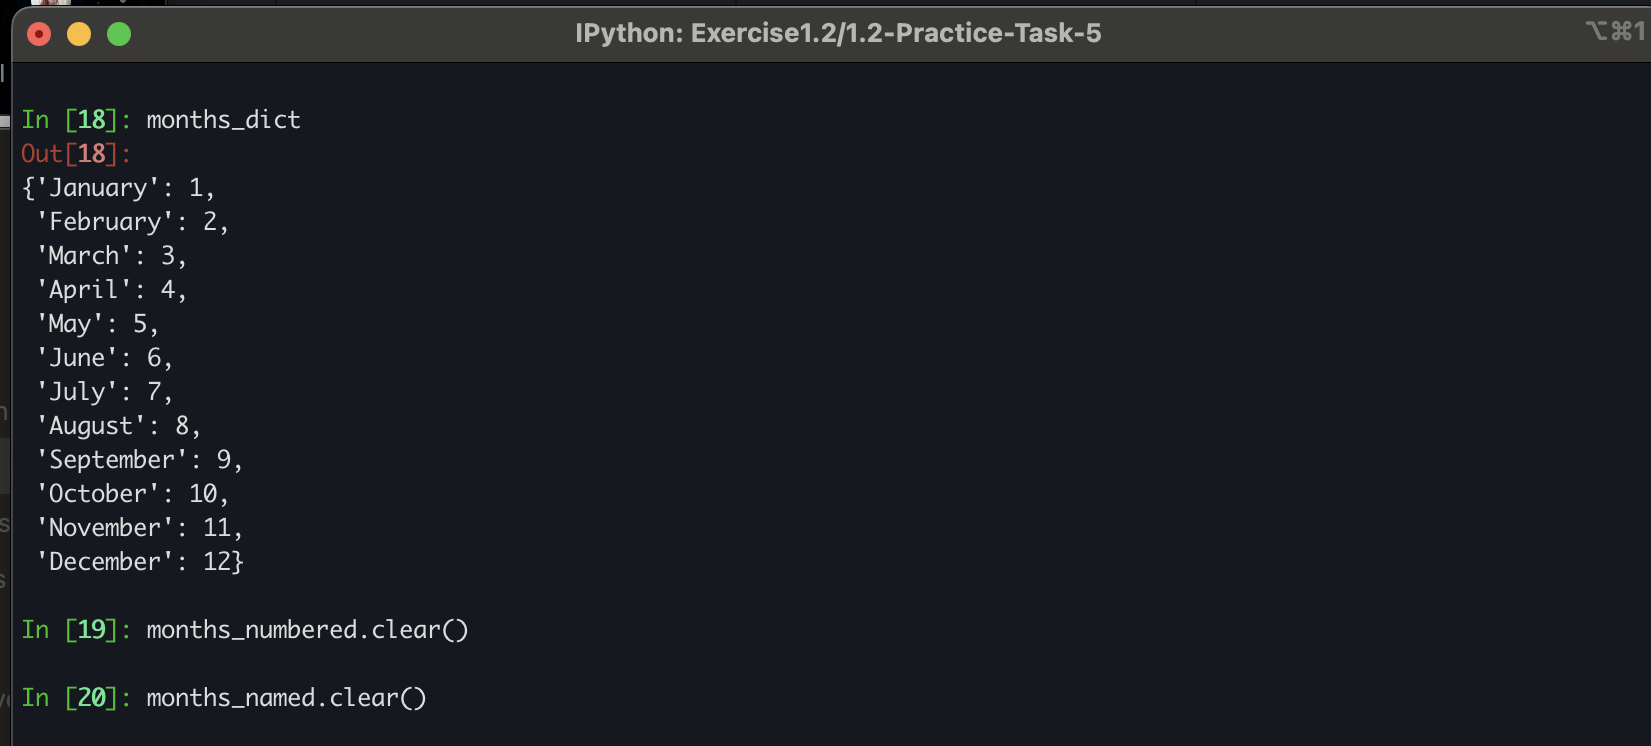 IPython: Exercise1.2/1.2-Practice-Task-5
⌥⌘1
In [18]: months_dict
Out[18]:
{'January': 1,
 'February': 2,
 'March': 3,
 'April': 4,
 'May': 5,
 'June': 6,
 'July': 7,
 'August': 8,
 'September': 9,
 'October': 10,
 'November': 11,
 'December': 12}
In [19]: months_numbered.clear()
In [20]: months_named.clear()